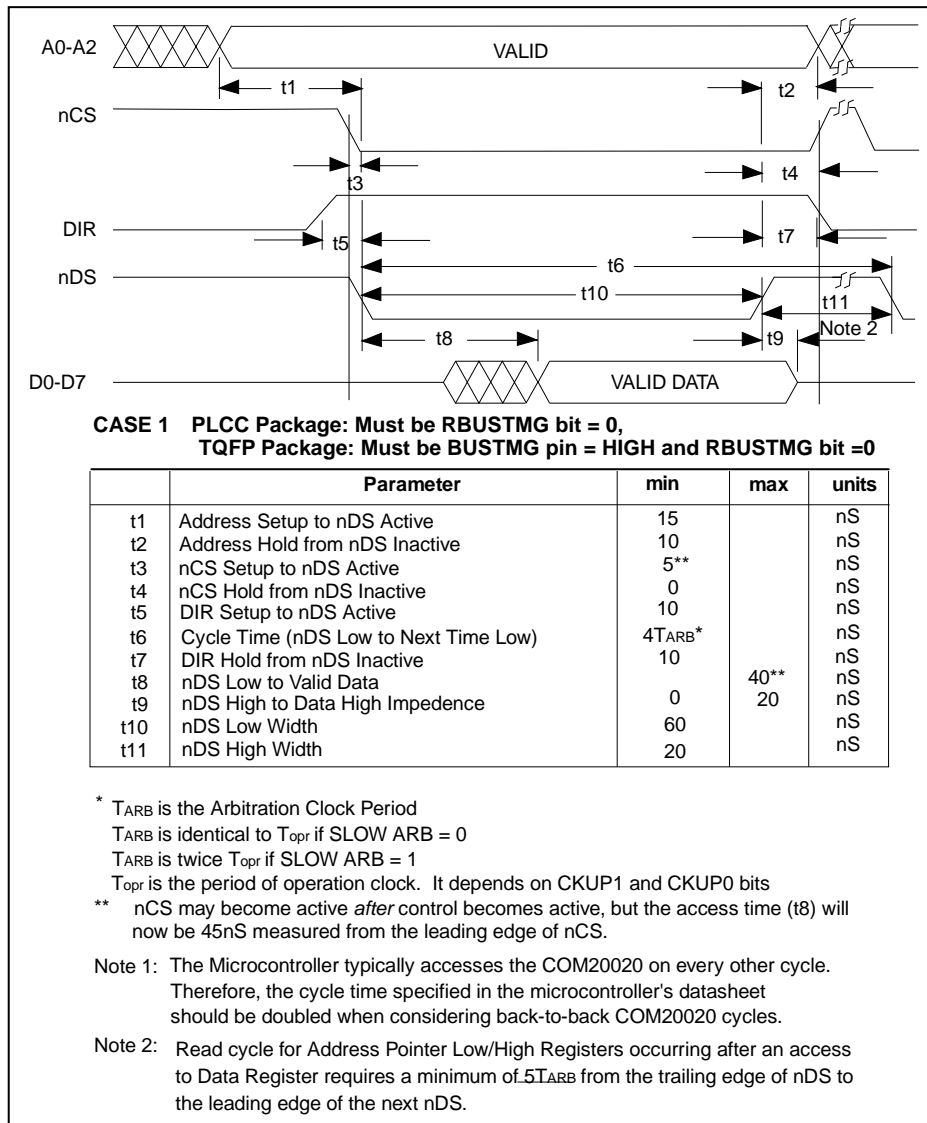 A0-A2
VALID
t1
t2
nCS
t3
t4
DIR
t5
t7
t6
nDS
t10
t11
Note 2
t8
t9
D0-D7
VALID DATA
CASE 1 PLCC Package: Must be RBUSTMG bit = 0,
TQFP Package: Must be BUSTMG pin = HIGH and RBUSTMG bit =0
Parameter min max units
t1 Address Setup to nDS Active 15 nS
t2 Address Hold from nDS Inactive 10 nS
t3 nCS Setup to nDS Active 5** nS
t4 nCS Hold from nDS Inactive 0 nS
t5 DIR Setup to nDS Active 10 nS
t6 Cycle Time (nDS Low to Next Time Low) 4TARB* nS
t7 DIR Hold from nDS Inactive 10 nS
t8 nDS Low to Valid Data 40** nS
t9 nDS High to Data High Impedence 0 20 nS
t10 nDS Low Width 60 nS
t11 nDS High Width 20 nS
* TARB is the Arbitration Clock Period
TARB is identical to Topr if SLOW ARB = 0
TARB is twice Topr if SLOW ARB = 1
Topr is the period of operation clock. It depends on CKUP1 and CKUP0 bits
** nCS may become active after control becomes active, but the access time (t8) will
now be 45nS measured from the leading edge of nCS.
Note 1: The Microcontroller typically accesses the COM20020 on every other cycle.
Therefore, the cycle time specified in the microcontroller's datasheet
should be doubled when considering back-to-back COM20020 cycles.
Note 2: Read cycle for Address Pointer Low/High Registers occurring after an access
to Data Register requires a minimum of 5TARB from the trailing edge of nDS to
the leading edge of the next nDS.